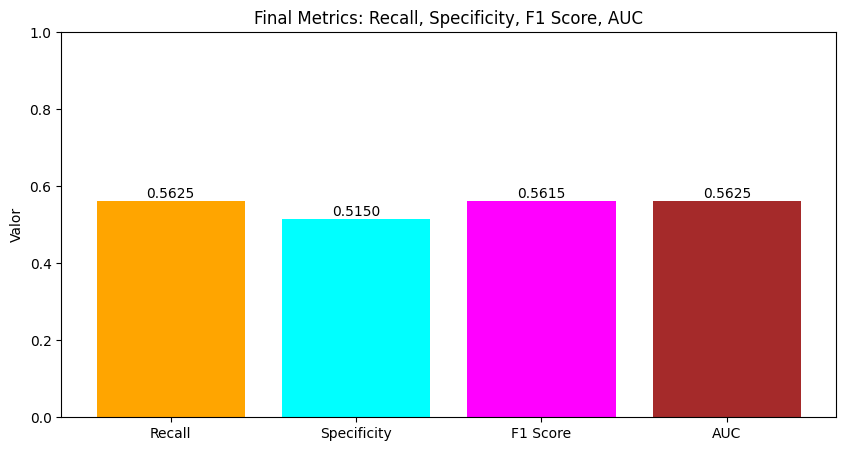 Final Metrics: Recall, Specificity, F1 Score, AUC
Valor
1.0
0.8
0.6
0.4
0.2
0.0
0.5625
0.5150
0.5615
0.5625
Recall
Specificity
F1 Score
AUC